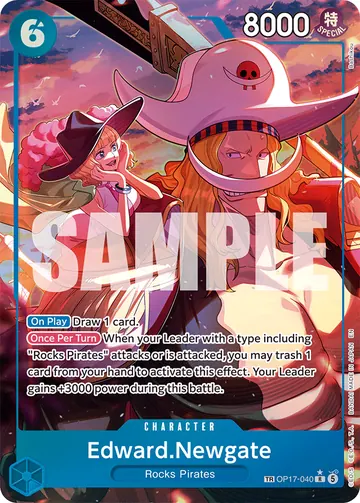 6
8000
特
SPECIAL
SAMPLE
On Play Draw 1 card.
Once Per Turn When your Leader with a type including
"Rocks Pirates" attacks or is attacked, you may trash 1
card from your hand to activate this effect. Your Leader
gains +3000 power during this battle.
CHARACTER
Edward.Newgate
Rocks Pirates
TR OP17-040 R 5